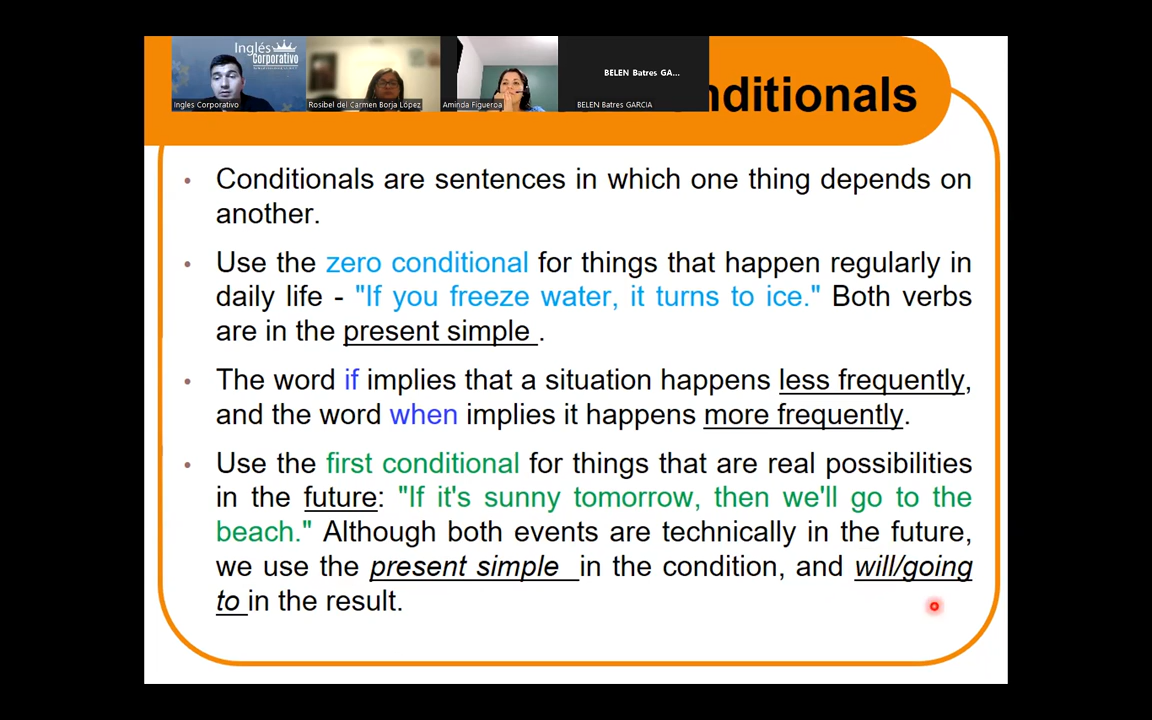 Inglés
Corporativo
Ingles Corporativo
Rosibel del Carmen Borja López
Aminda Figueroa
BELEN Batres GA...
BELEN Batres GARCIA
nditionals
• Conditionals are sentences in which one thing depends on
another.
• Use the zero conditional for things that happen regularly in
daily life - "If you freeze water, it turns to ice." Both verbs
are in the present simple .
• The word if implies that a situation happens less frequently,
and the word when implies it happens more frequently.
• Use the first conditional for things that are real possibilities
in the future: "If it's sunny tomorrow, then we'll go to the
beach." Although both events are technically in the future,
we use the present simple in the condition, and will/going
to in the result.